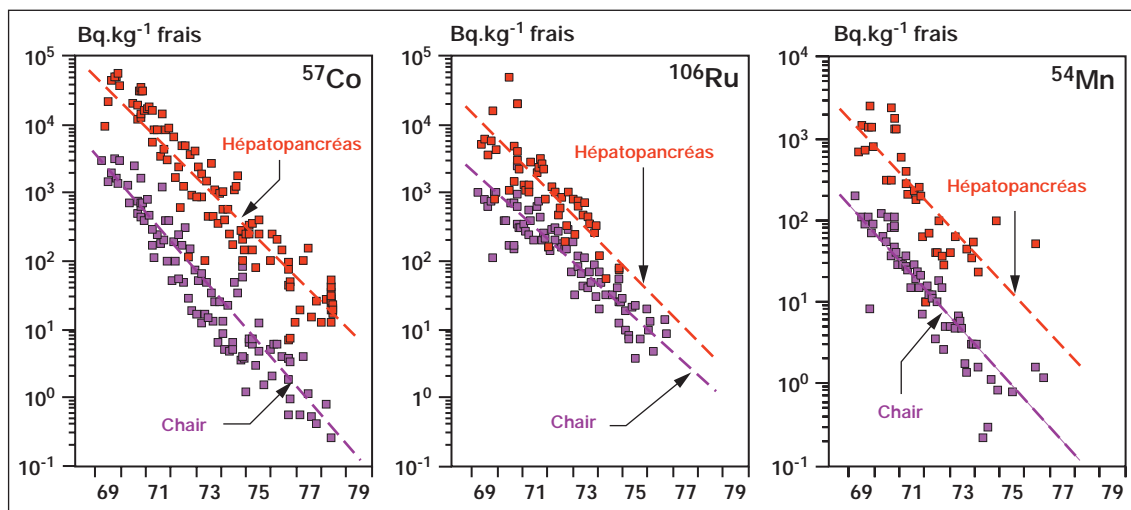 Bq.kg⁻¹ frais
⁵⁷Co
10⁵
10⁴
10³
10²
10¹
10⁰
10⁻¹
Hépatopancréas
Chair
69 71 73 75 77 79
Bq.kg⁻¹ frais
¹⁰⁶Ru
10⁵
10⁴
10³
10²
10¹
10⁰
10⁻¹
Hépatopancréas
Chair
69 71 73 75 77 79
Bq.kg⁻¹ frais
⁵⁴Mn
10⁴
10³
10²
10¹
10⁰
10⁻¹
Hépatopancréas
Chair
69 71 73 75 77 79